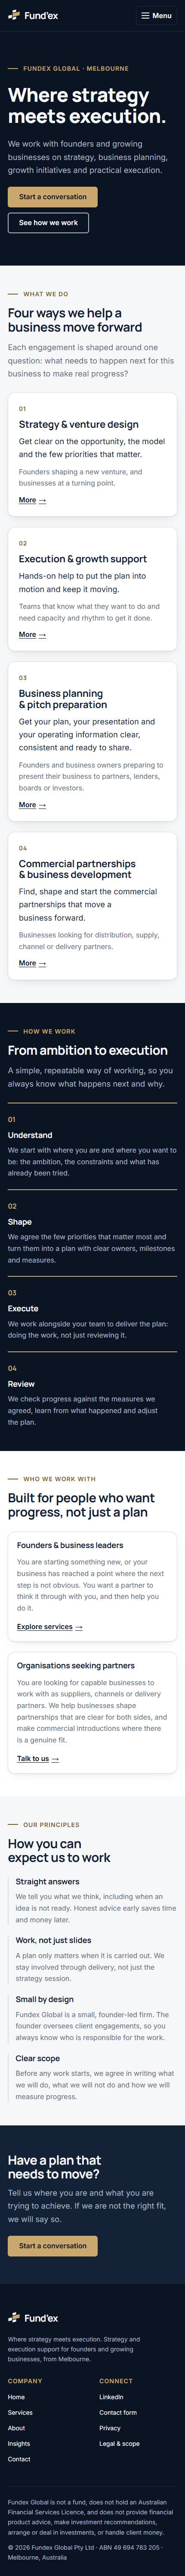 Fund'ex
Menu
FUNDEX GLOBAL · MELBOURNE
Where strategy
meets execution.
We work with founders and growing
businesses on strategy, business planning,
growth initiatives and practical execution.
Start a conversation
See how we work
WHAT WE DO
Four ways we help a
business move forward
Each engagement is shaped around one
question: what needs to happen next for this
business to make real progress?
01
Strategy & venture design
Get clear on the opportunity, the model
and the few priorities that matter.
Founders shaping a new venture, and
businesses at a turning point.
More →
02
Execution & growth support
Hands-on help to put the plan into
motion and keep it moving.
Teams that know what they want to do and
need capacity and rhythm to get it done.
More →
03
Business planning
& pitch preparation
Get your plan, your presentation and
your operating information clear,
consistent and ready to share.
Founders and business owners preparing to
present their business to partners, lenders,
boards or investors.
More →
04
Commercial partnerships
& business development
Find, shape and start the commercial
partnerships that move a
business forward.
Businesses looking for distribution, supply,
channel or delivery partners.
More →
HOW WE WORK
From ambition to execution
A simple, repeatable way of working, so you
always know what happens next and why.
01
Understand
We start with where you are and where you want to
be: the ambition, the constraints and what has
already been tried.
02
Shape
We agree the few priorities that matter most and
turn them into a plan with clear owners, milestones
and measures.
03
Execute
We work alongside your team to deliver the plan:
doing the work, not just reviewing it.
04
Review
We check progress against the measures we
agreed, learn from what happened and adjust
the plan.
WHO WE WORK WITH
Built for people who want
progress, not just a plan
Founders & business leaders
You are starting something new, or your
business has reached a point where the next
step is not obvious. You want a partner to
think it through with you, and then help you
do it.
Explore services →
Organisations seeking partners
You are looking for capable businesses to
work with as suppliers, channels or delivery
partners. We help businesses shape
partnerships that are clear for both sides, and
make commercial introductions where there
is a genuine fit.
Talk to us →
OUR PRINCIPLES
How you can
expect us to work
Straight answers
We tell you what we think, including when an
idea is not ready. Honest advice early saves time
and money later.
Work, not just slides
A plan only matters when it is carried out. We
stay involved through delivery, not just the
strategy session.
Small by design
Fundex Global is a small, founder-led firm. The
founder oversees client engagements, so you
always know who is responsible for the work.
Clear scope
Before any work starts, we agree in writing what
we will do, what we will not do and how we will
measure progress.
Have a plan that
needs to move?
Tell us where you are and what you are
trying to achieve. If we are not the right fit,
we will say so.
Start a conversation
Fund'ex
Where strategy meets execution. Strategy and
execution support for founders and growing
businesses, from Melbourne.
COMPANY
Home
Services
About
Insights
Contact
CONNECT
LinkedIn
Contact form
Privacy
Legal & scope
Fundex Global is not a fund, does not hold an Australian
Financial Services Licence, and does not provide financial
product advice, make investment recommendations,
arrange or deal in investments, or handle client money.
© 2026 Fundex Global Pty Ltd · ABN 49 694 783 205 ·
Melbourne, Australia